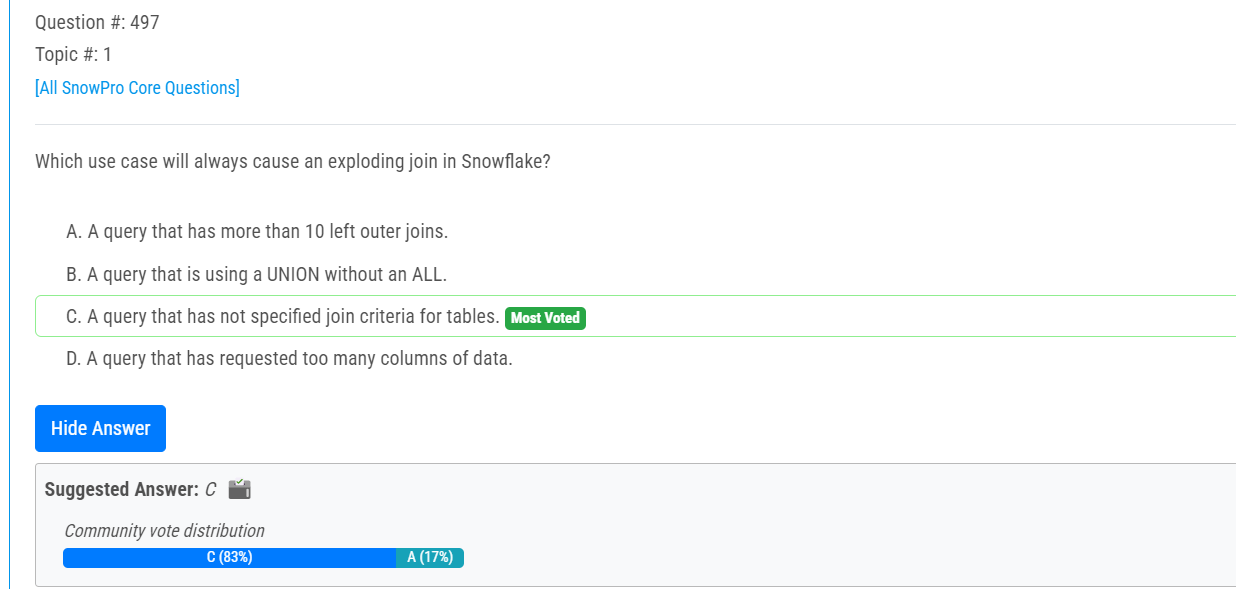 Question #: 497
Topic #: 1
[All SnowPro Core Questions]
Which use case will always cause an exploding join in Snowflake?
A. A query that has more than 10 left outer joins.
B. A query that is using a UNION without an ALL.
C. A query that has not specified join criteria for tables. Most Voted
D. A query that has requested too many columns of data.
Hide Answer
Suggested Answer: C
Community vote distribution
C (83%) A (17%)